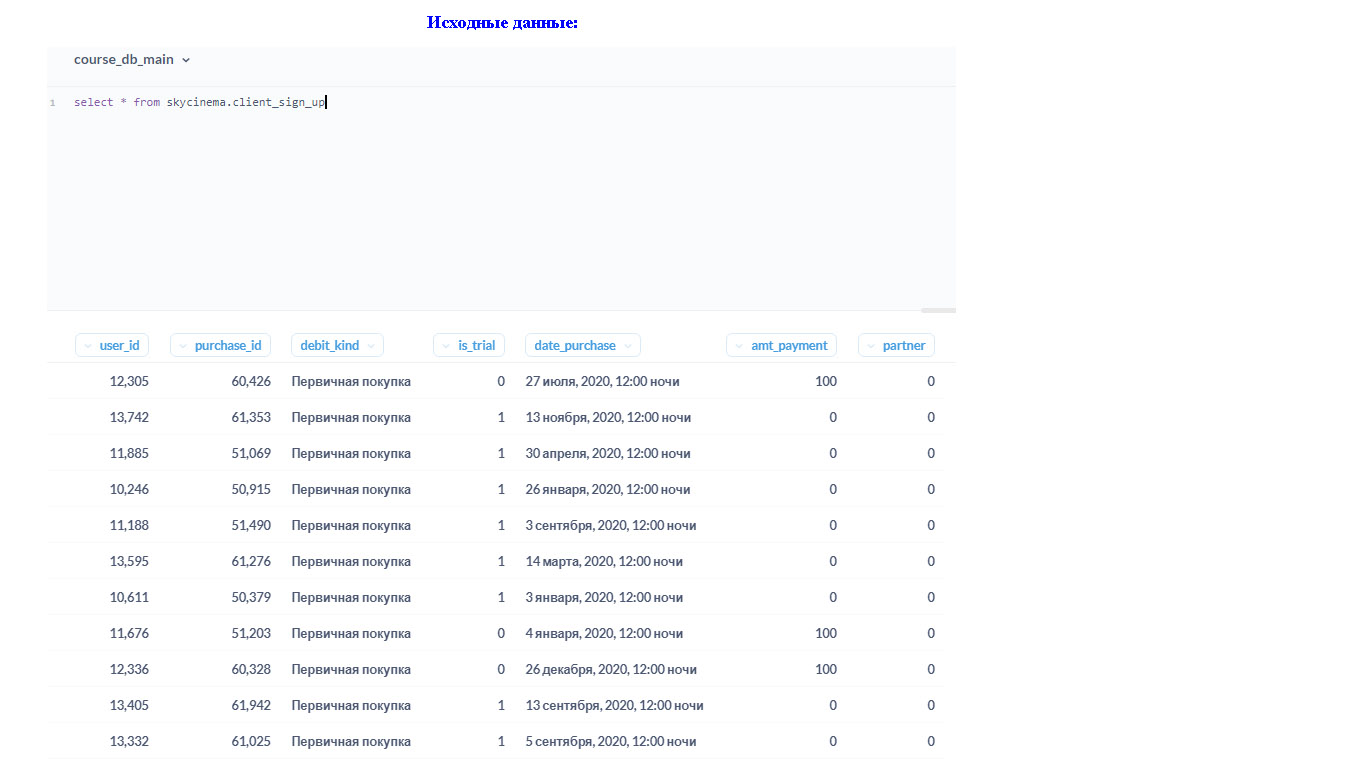 Исходные данные:
course_db_main
1 select * from skycinema.client_sign_up
user_id purchase_id debit_kind is_trial date_purchase amt_payment partner
12,305 60,426 Первичная покупка 0 27 июля, 2020, 12:00 ночи 100 0
13,742 61,353 Первичная покупка 1 13 ноября, 2020, 12:00 ночи 0 0
11,885 51,069 Первичная покупка 1 30 апреля, 2020, 12:00 ночи 0 0
10,246 50,915 Первичная покупка 1 26 января, 2020, 12:00 ночи 0 0
11,188 51,490 Первичная покупка 1 3 сентября, 2020, 12:00 ночи 0 0
13,595 61,276 Первичная покупка 1 14 марта, 2020, 12:00 ночи 0 0
10,611 50,379 Первичная покупка 1 3 января, 2020, 12:00 ночи 0 0
11,676 51,203 Первичная покупка 0 4 января, 2020, 12:00 ночи 100 0
12,336 60,328 Первичная покупка 0 26 декабря, 2020, 12:00 ночи 100 0
13,405 61,942 Первичная покупка 1 13 сентября, 2020, 12:00 ночи 0 0
13,332 61,025 Первичная покупка 1 5 сентября, 2020, 12:00 ночи 0 0